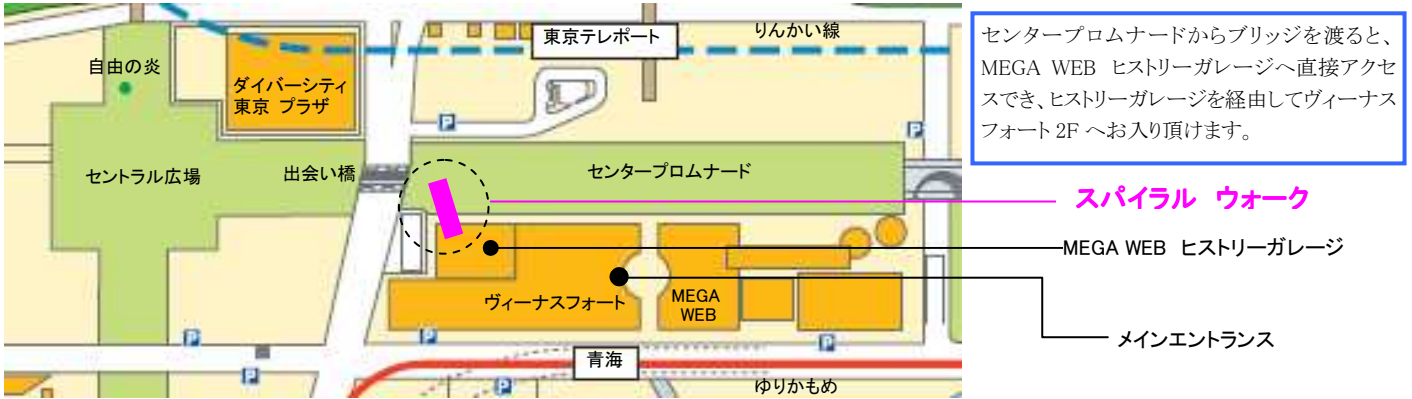 東京テレポート
りんかい線
自由の炎
ダイバーシティ
東京 プラザ
P
P
セントラル広場
出会い橋
センタープロムナード
ヴィーナスフォート
MEGA
WEB
P
P
P
青海
P
P
ゆりかもめ
センタープロムナードからブリッジを渡ると、
MEGA WEB ヒストリーガレージへ直接アクセ
スでき、ヒストリーガレージを経由してヴィーナス
フォート 2F へお入り頂けます。
スパイラル ウォーク
MEGA WEB ヒストリーガレージ
メインエントランス